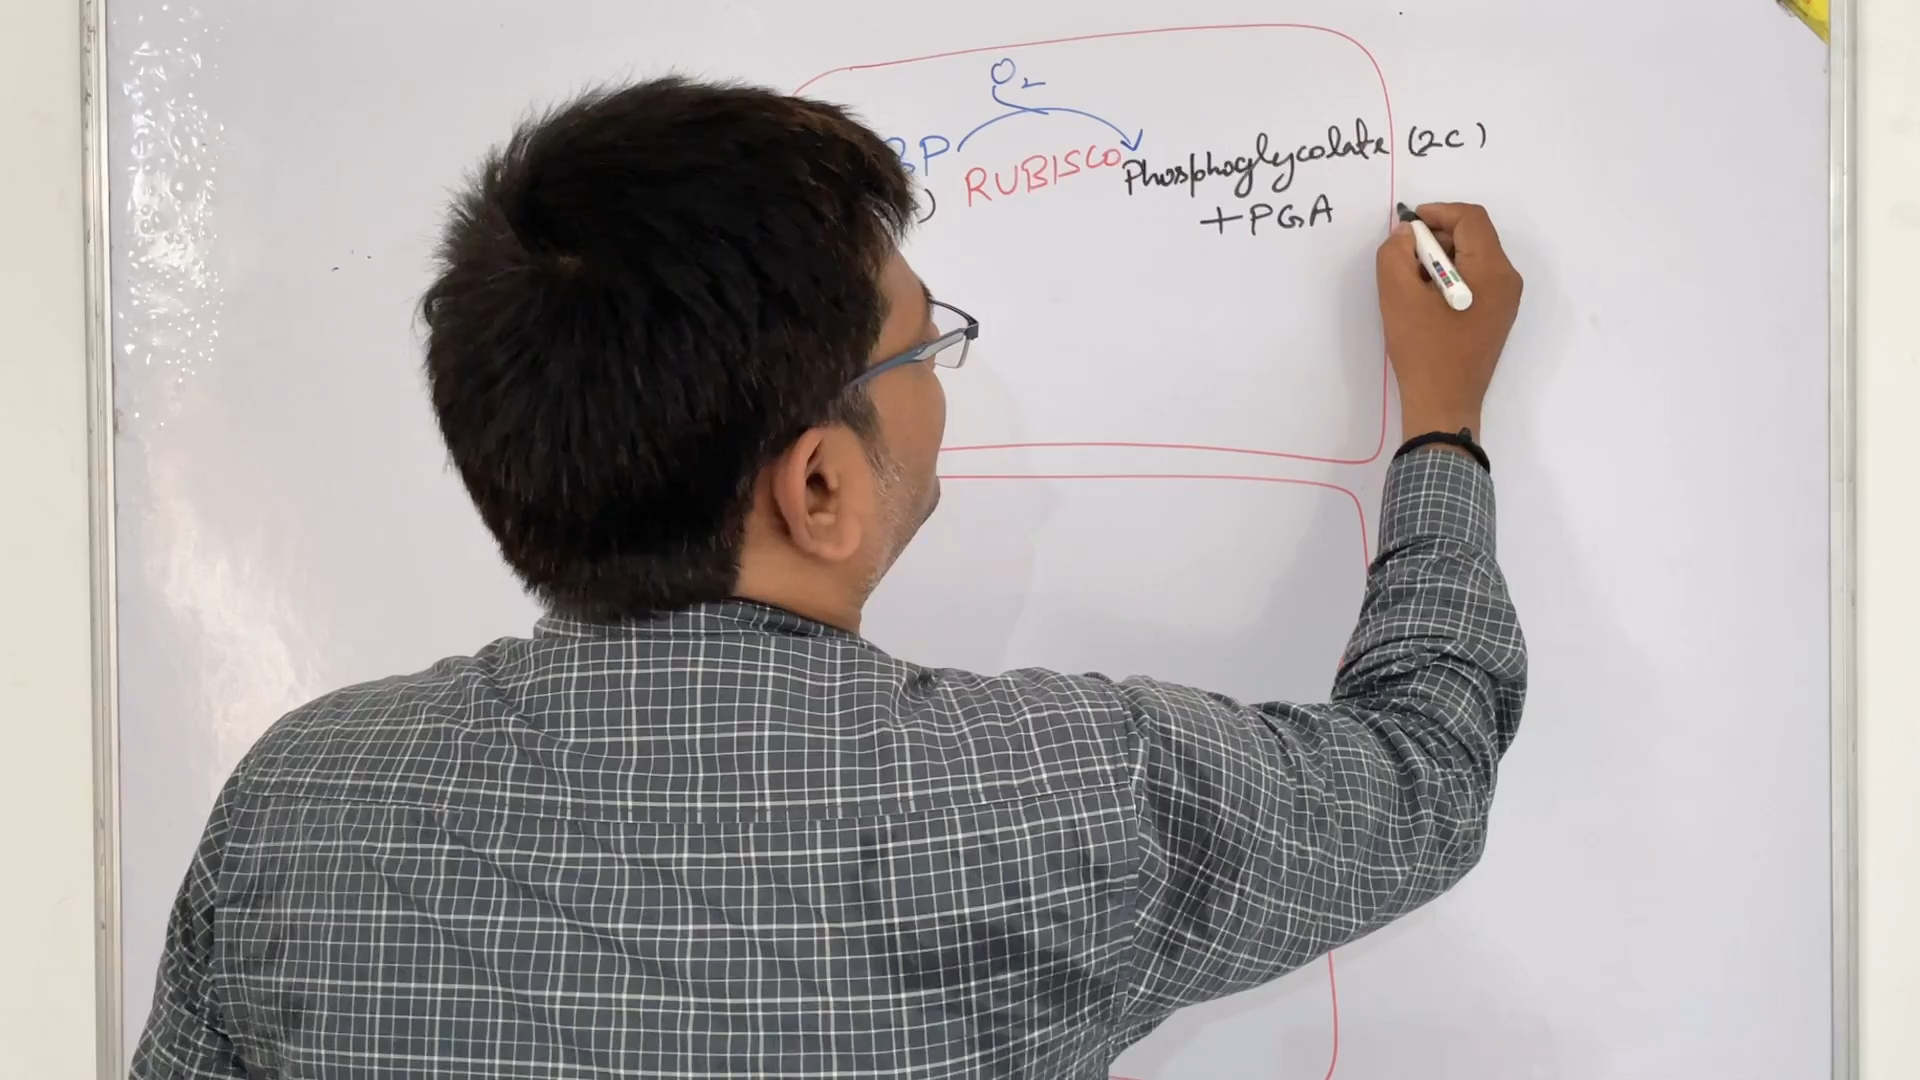 O2
BP RUBISCO Phosphoglycolate (2C)
) + PGA